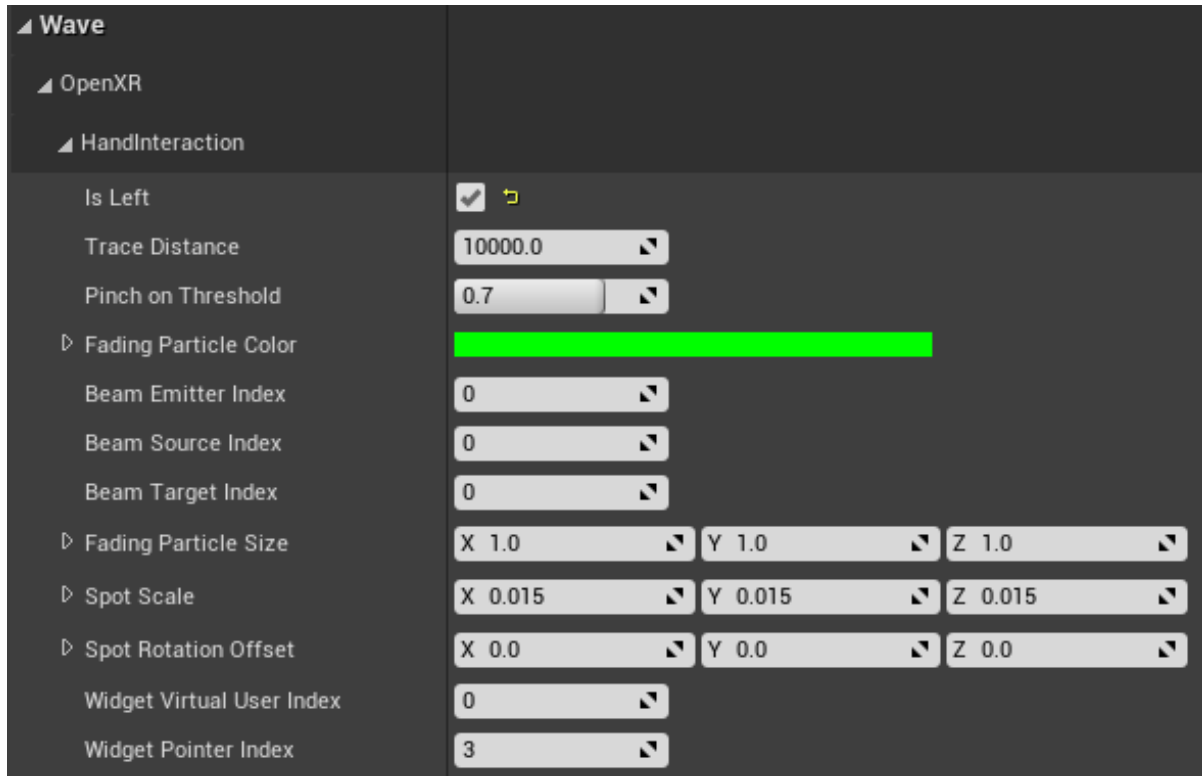 Wave
OpenXR
HandInteraction
Is Left
Trace Distance 10000.0
Pinch on Threshold 0.7
Fading Particle Color
Beam Emitter Index 0
Beam Source Index 0
Beam Target Index 0
Fading Particle Size X 1.0 Y 1.0 Z 1.0
Spot Scale X 0.015 Y 0.015 Z 0.015
Spot Rotation Offset X 0.0 Y 0.0 Z 0.0
Widget Virtual User Index 0
Widget Pointer Index 3